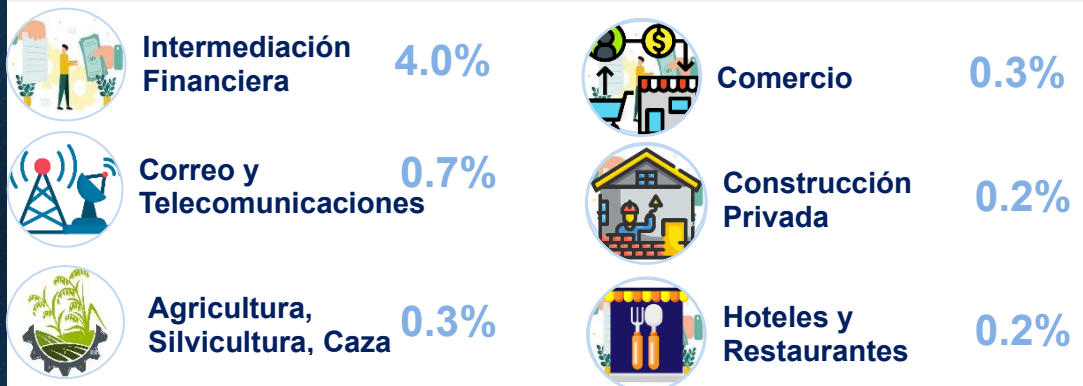 Intermediación
Financiera
4.0%
Correo y
Telecomunicaciones
0.7%
Agricultura,
Silvicultura, Caza
0.3%
Comercio
0.3%
Construcción
Privada
0.2%
Hoteles y
Restaurantes
0.2%